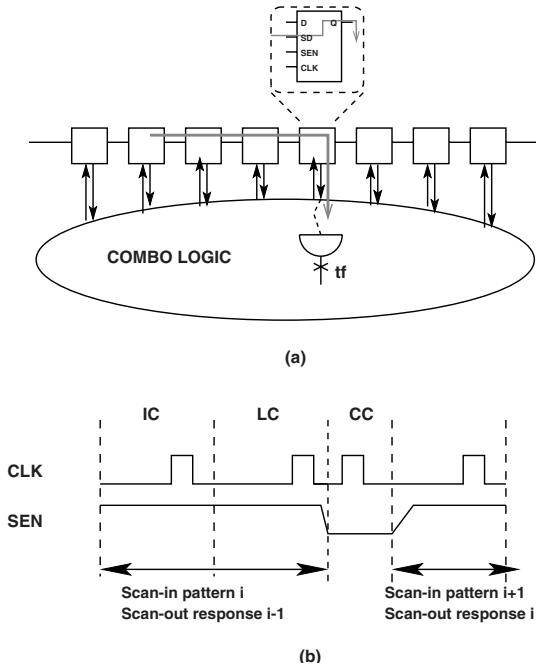 D Q
SD
SEN
CLK
COMBO LOGIC
tf
(a)
IC LC CC
CLK
SEN
Scan-in pattern i Scan-in pattern i+1
Scan-out response i-1 Scan-out response i
(b)